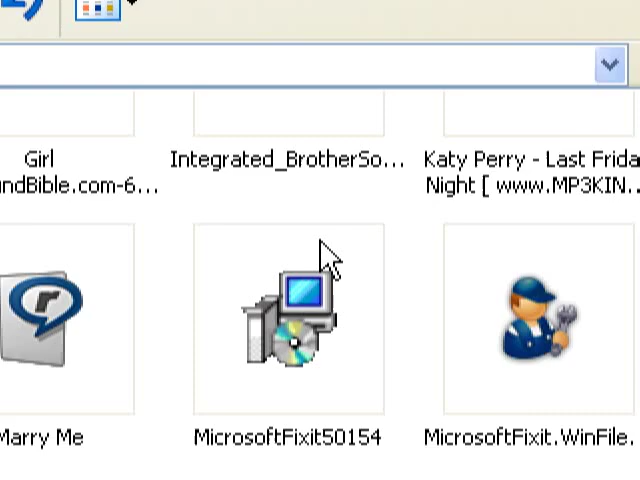 Girl
Integrated_BrotherSo...
Katy Perry - Last Frida
ndBible.com-6...
Night [ www.MP3KIN...
r
Marry Me
MicrosoftFixit50154
MicrosoftFixit.WinFile.